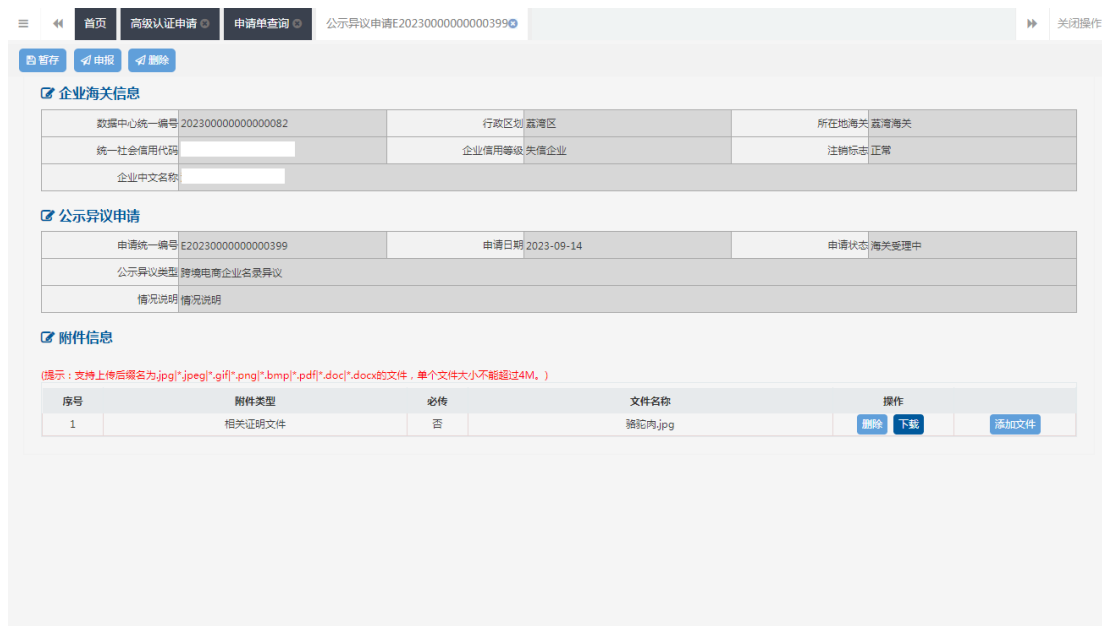 首页 高级认证申请 申请单查询 公示异议申请E20230000000000399 关闭操作
暂存 申报 删除
企业海关信息
数据中心统一编号 202300000000000082 行政区划 荔湾区 所在地海关 荔湾海关
统一社会信用代码 企业信用等级 失信企业 注销标志 正常
企业中文名称
公示异议申请
申请统一编号 E20230000000000399 申请日期 2023-09-14 申请状态 海关受理中
公示异议类型 跨境电商企业名录异议
情况说明 情况说明
附件信息
(提示：支持上传后缀名为.jpg|*.jpeg|*.gif|*.png|*.bmp|*.pdf|*.doc|*.docx的文件，单个文件大小不能超过4M。)
序号 附件类型 必传 文件名称 操作
1 相关证明文件 否 骆驼肉.jpg 删除 下载 添加文件